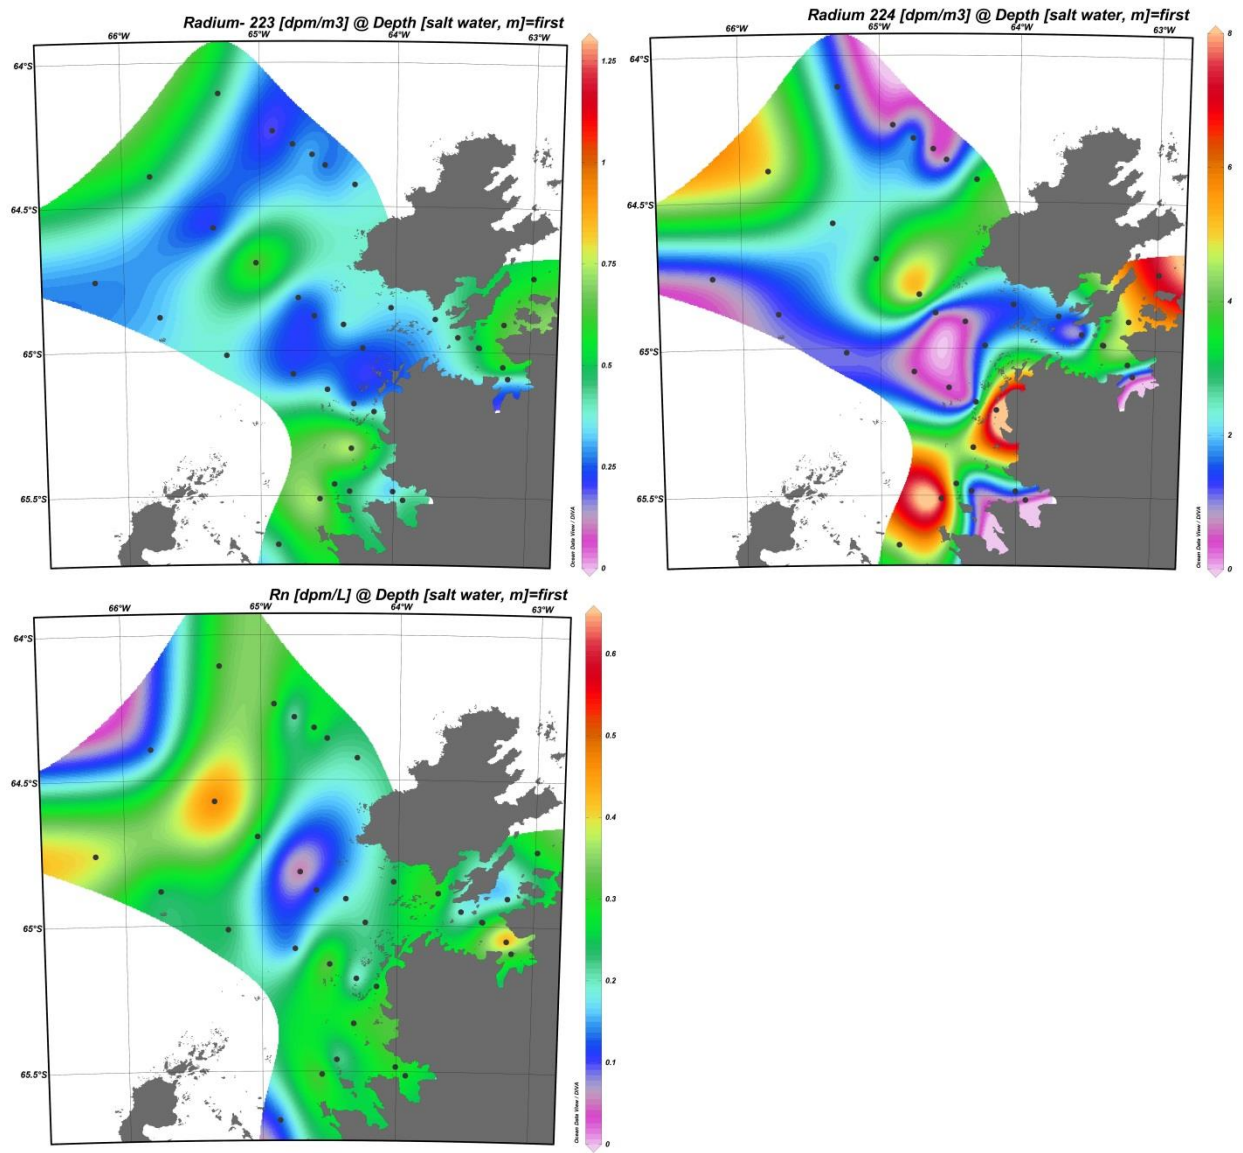 Radium- 223 [dpm/m3] @ Depth [salt water, m]=first
66°W 65°W 64°W 63°W
64°S
64.5°S
65°S
65.5°S
1.25
1
0.75
0.5
0.25
0
Ocean Data View / DIVA
Radium 224 [dpm/m3] @ Depth [salt water, m]=first
66°W 65°W 64°W 63°W
64°S
64.5°S
65°S
65.5°S
8
6
4
2
0
Ocean Data View / DIVA
Rn [dpm/L] @ Depth [salt water, m]=first
66°W 65°W 64°W 63°W
64°S
64.5°S
65°S
65.5°S
0.6
0.5
0.4
0.3
0.2
0.1
0
Ocean Data View / DIVA